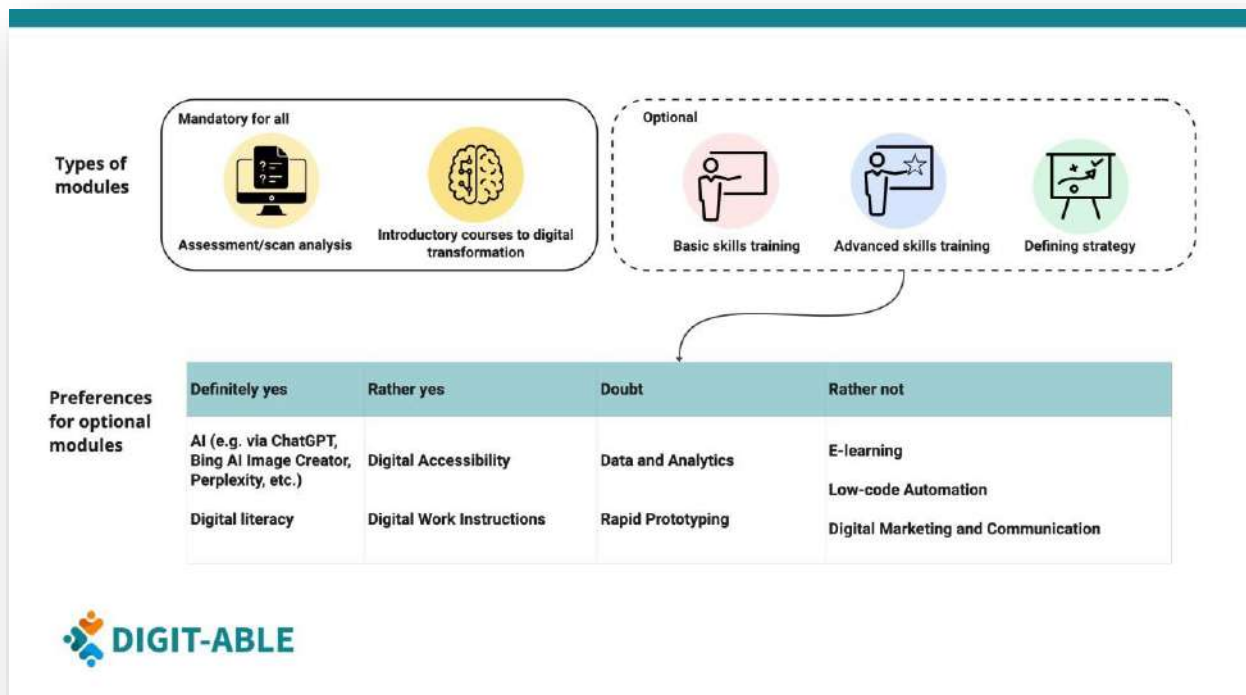 Types of
modules
Mandatory for all
Assessment/scan analysis
Introductory courses to digital
transformation
Optional
Basic skills training
Advanced skills training
Defining strategy
Preferences
for optional
modules
Definitely yes
Rather yes
Doubt
Rather not
AI (e.g. via ChatGPT,
Bing AI Image Creator,
Perplexity, etc.)
Digital literacy
Digital Accessibility
Digital Work Instructions
Data and Analytics
Rapid Prototyping
E-learning
Low-code Automation
Digital Marketing and Communication
DIGIT-ABLE